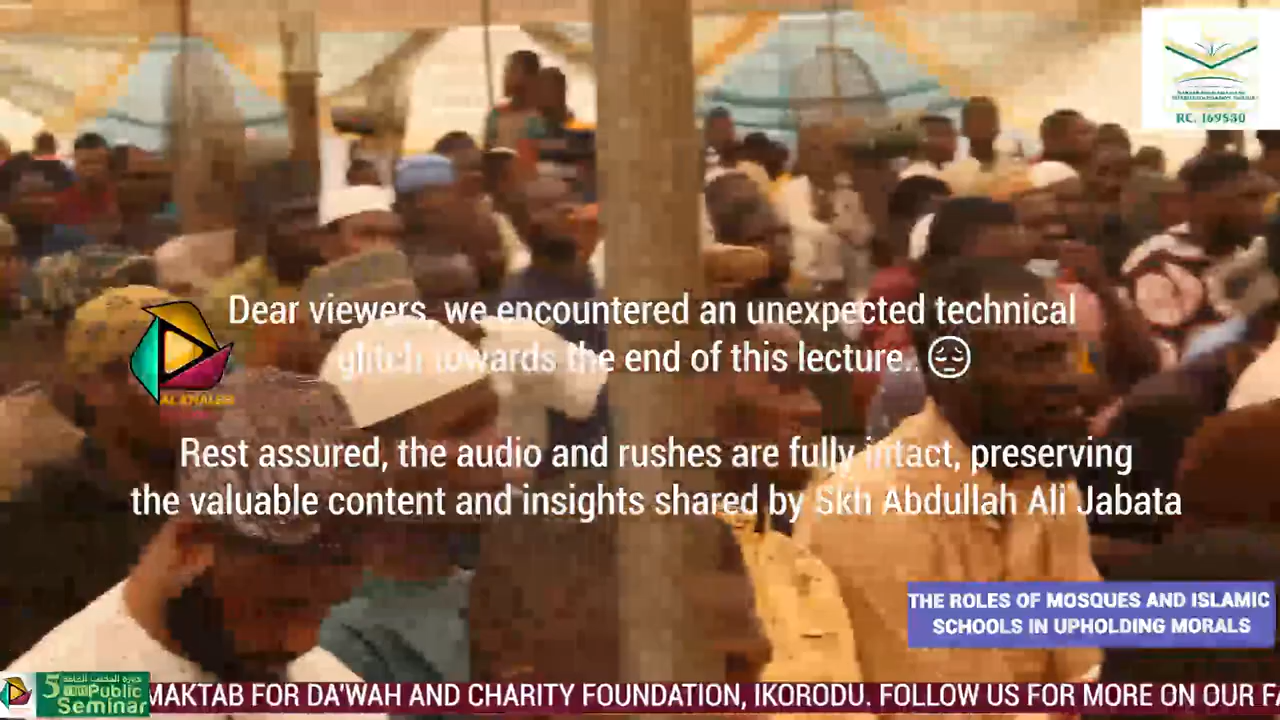 RC. 169580
Dear viewers, we encountered an unexpected technical
glitch towards the end of this lecture..
AL KHALEEL
Rest assured, the audio and rushes are fully intact, preserving
the valuable content and insights shared by Skh Abdullah Ali Jabata
THE ROLES OF MOSQUES AND ISLAMIC
SCHOOLS IN UPHOLDING MORALS
5
Public
Seminar
MAKTAB FOR DA'WAH AND CHARITY FOUNDATION, IKORODU. FOLLOW US FOR MORE ON OUR FA